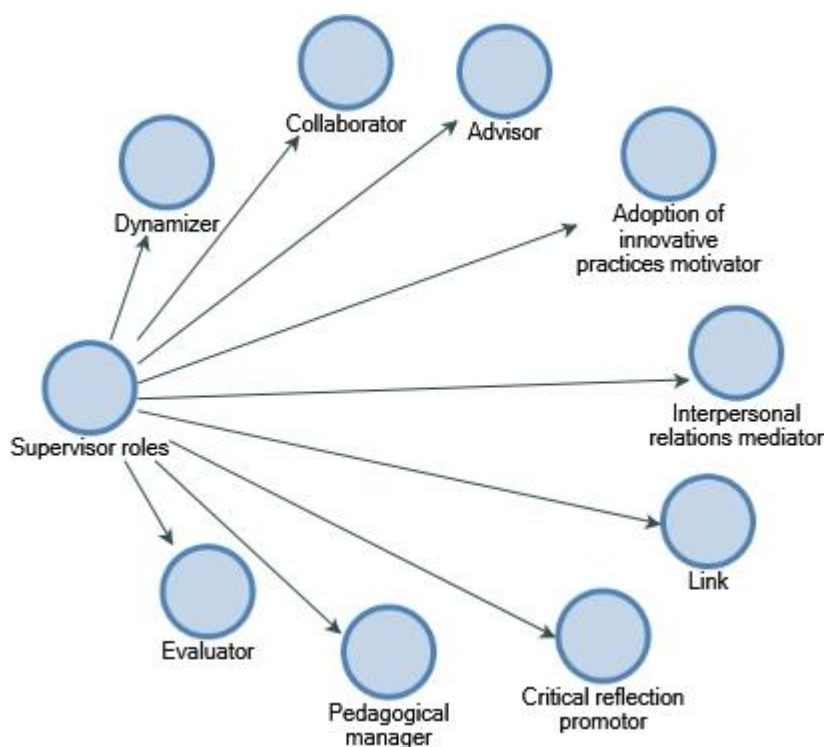 Collaborator
Advisor
Dynamizer
Adoption of
innovative
practices motivator
Interpersonal
relations mediator
Supervisor roles
Link
Evaluator
Critical reflection
promotor
Pedagogical
manager